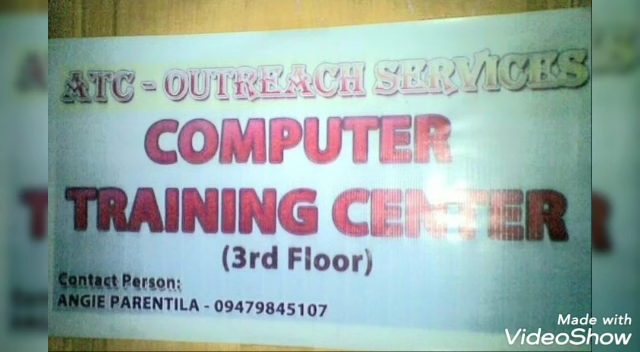 ATC - OUTREACH SERVICES
COMPUTER
TRAINING CENTER
(3rd Floor)
Contact Person:
ANGIE PARENTILA - 09479845107
Made with
VideoShow